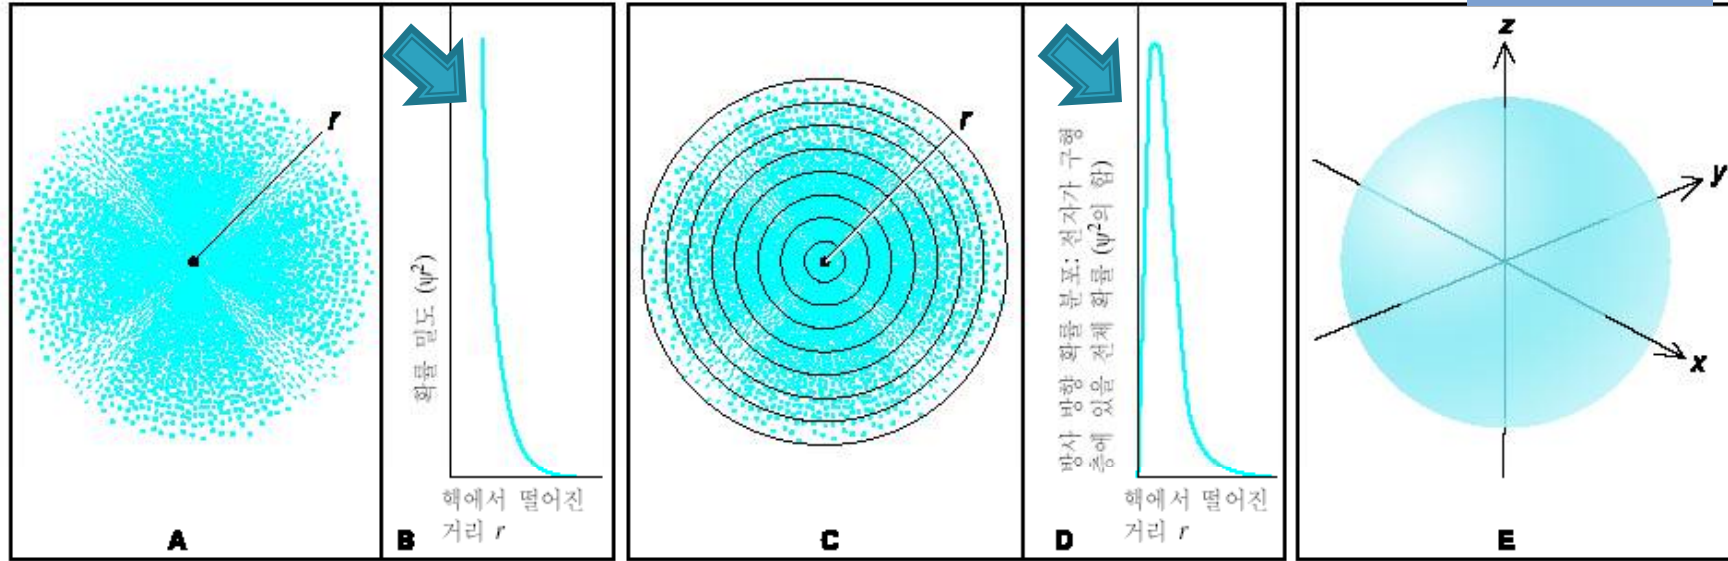 r
확률 밀도 (ψ²)
핵에서 떨어진
거리 r
A
B
r
방사 방향 확률 분포: 전자가 구형
층에 있을 전체 확률 (ψ²의 합)
핵에서 떨어진
거리 r
C
D
z
y
x
E